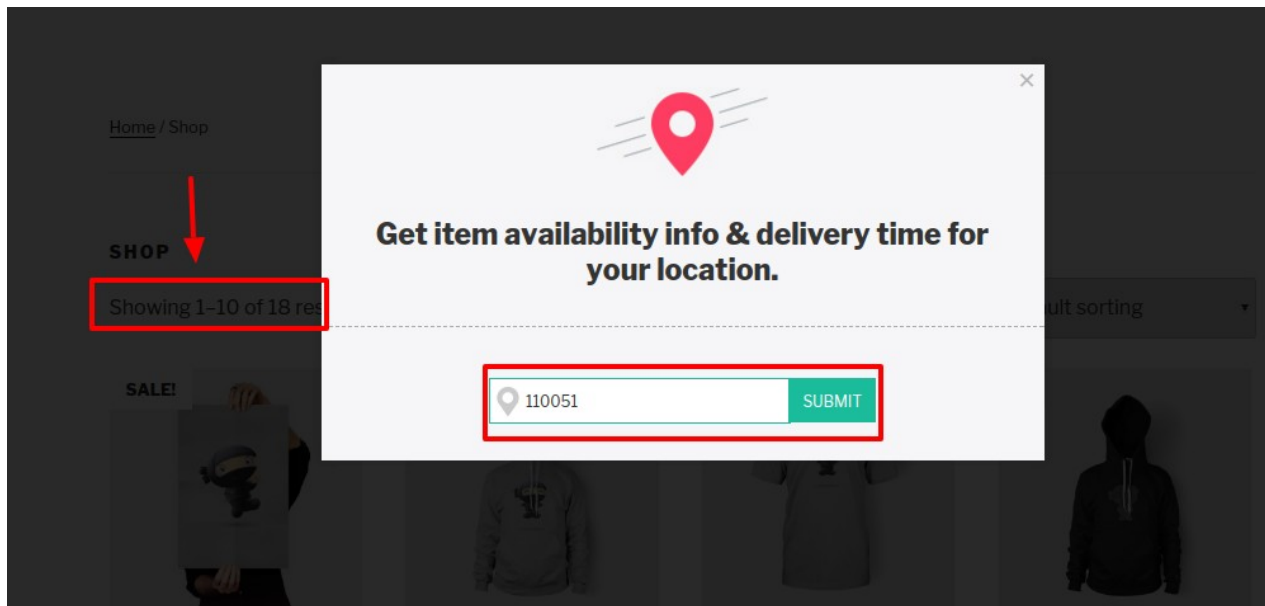 ×
Home / Shop
Get item availability info & delivery time for
your location.
SHOP
Showing 1–10 of 18 res
ult sorting
SALE!
110051
SUBMIT